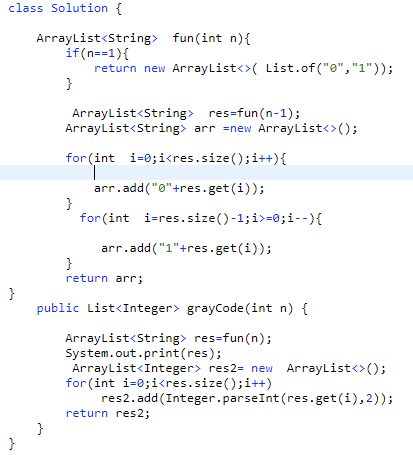 class Solution {
ArrayList<String>  fun(int n){
if(n==1){
return new ArrayList<>( List.of("0","1"));
}
ArrayList<String>  res=fun(n-1);
ArrayList<String> arr =new ArrayList<>();
for(int  i=0;i<res.size();i++){
arr.add("0"+res.get(i));
}
for(int  i=res.size()-1;i>=0;i--){
arr.add("1"+res.get(i));
}
return arr;
}
public List<Integer> grayCode(int n) {
ArrayList<String> res=fun(n);
System.out.print(res);
ArrayList<Integer> res2= new  ArrayList<>();
for(int i=0;i<res.size();i++)
res2.add(Integer.parseInt(res.get(i),2));
return res2;
}
}